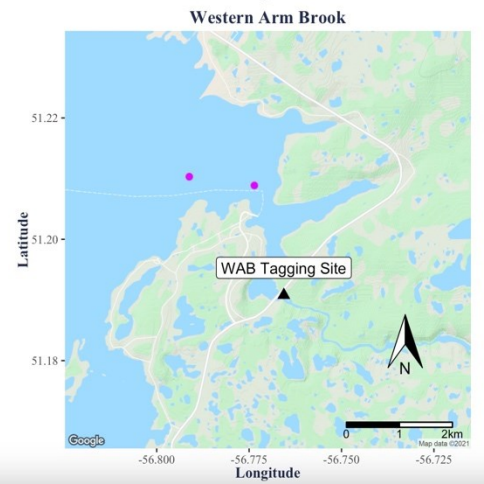 Western Arm Brook
Latitude
51.22
51.20
51.18
WAB Tagging Site
N
0 1 2km
Google
Map data ©2021
-56.800 -56.775 -56.750 -56.725
Longitude